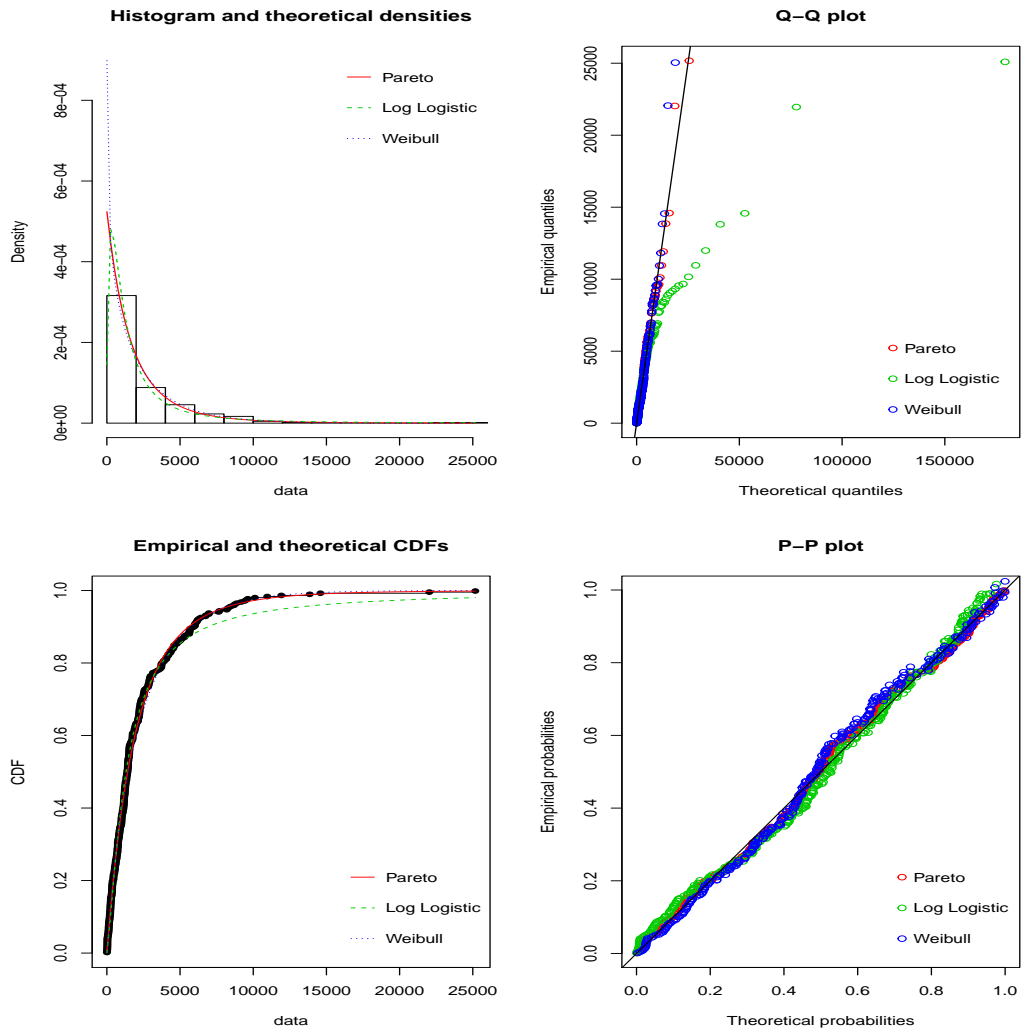 Histogram and theoretical densities
Density
0e+00
2e−04
4e−04
6e−04
8e−04
Pareto
Log Logistic
Weibull
0
5000
10000
15000
20000
25000
data
Q−Q plot
Empirical quantiles
0
5000
10000
15000
20000
25000
Pareto
Log Logistic
Weibull
0
50000
100000
150000
Theoretical quantiles
Empirical and theoretical CDFs
CDF
0.0
0.2
0.4
0.6
0.8
1.0
Pareto
Log Logistic
Weibull
0
5000
10000
15000
20000
25000
data
P−P plot
Empirical probabilities
0.0
0.2
0.4
0.6
0.8
1.0
Pareto
Log Logistic
Weibull
0.0
0.2
0.4
0.6
0.8
1.0
Theoretical probabilities